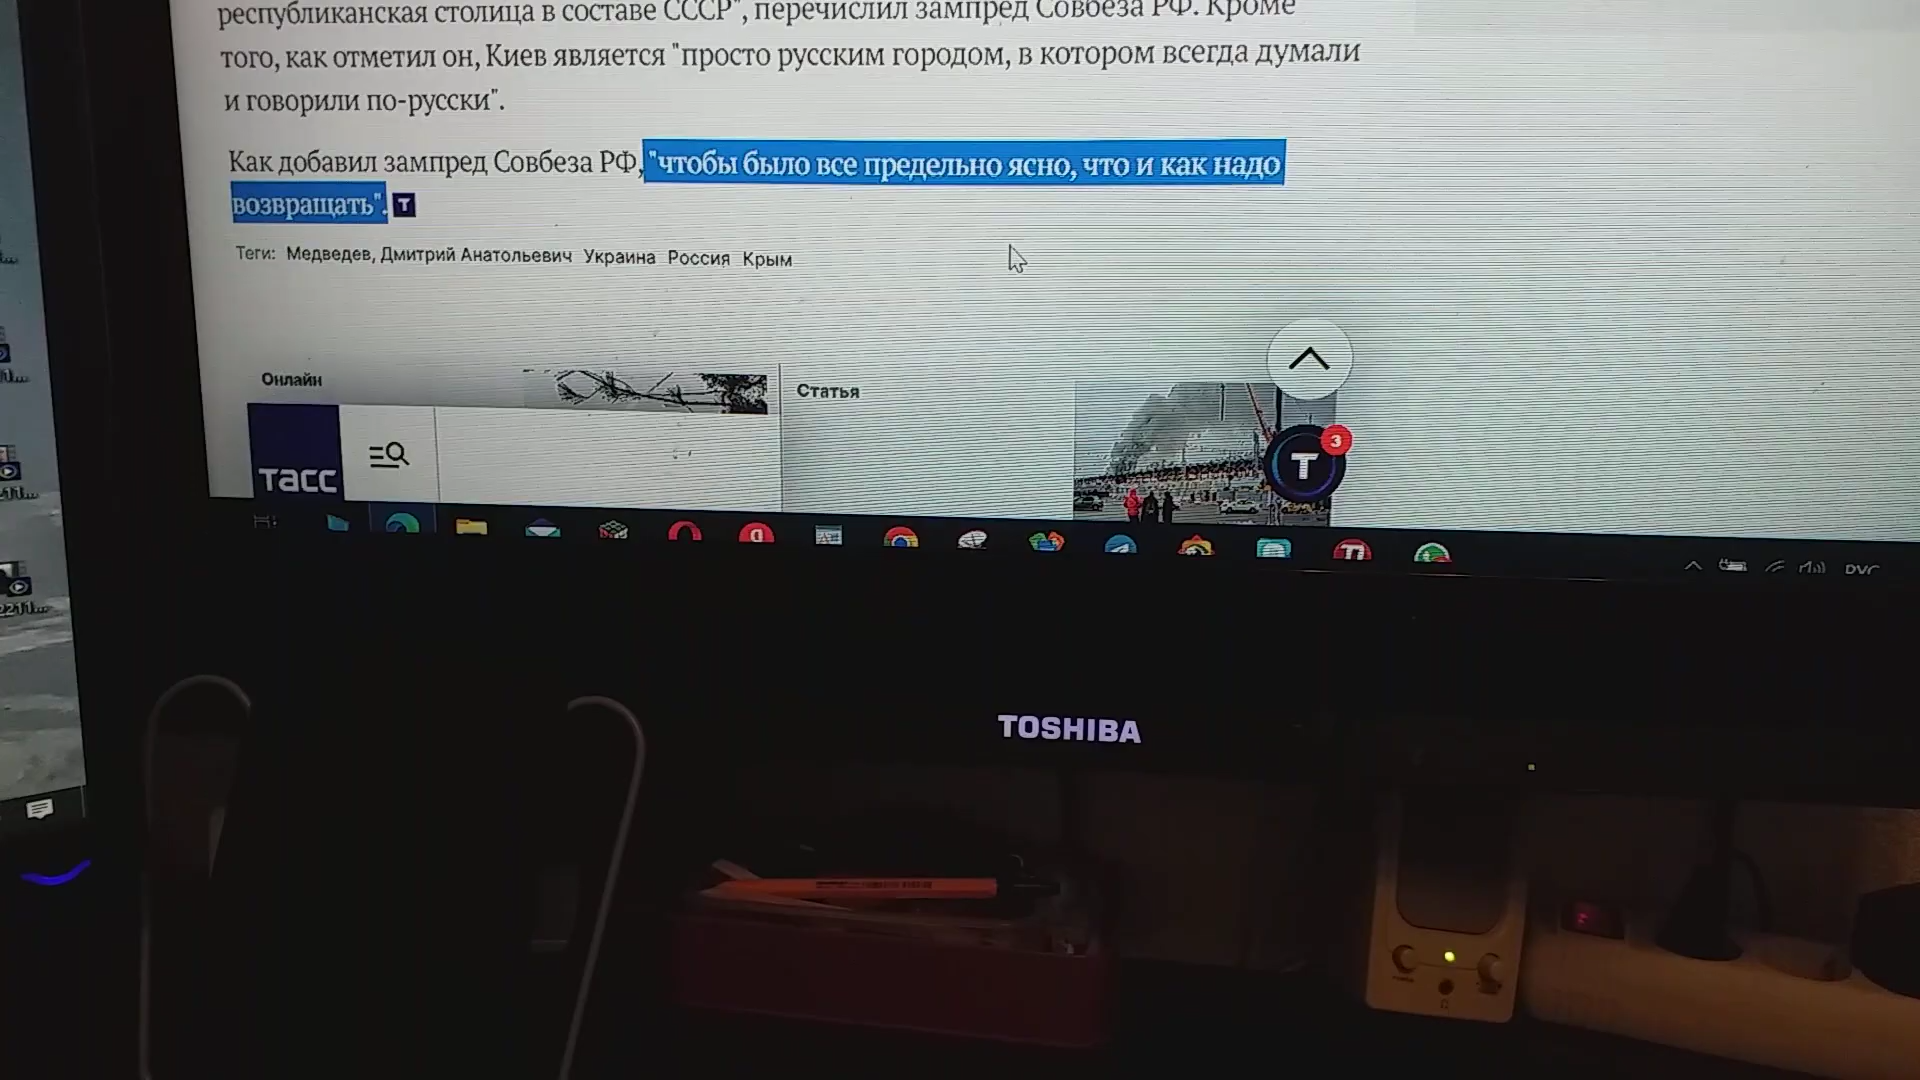 республиканская столица в составе СССР", перечислил зампред Совбеза РФ. Кроме
того, как отметил он, Киев является "просто русским городом, в котором всегда думали
и говорили по-русски".
Как добавил зампред Совбеза РФ, "чтобы было все предельно ясно, что и как надо
возвращать". T
Теги: Медведев, Дмитрий Анатольевич Украина Россия Крым
Онлайн
Статья
3
T
ТАСС
TOSHIBA